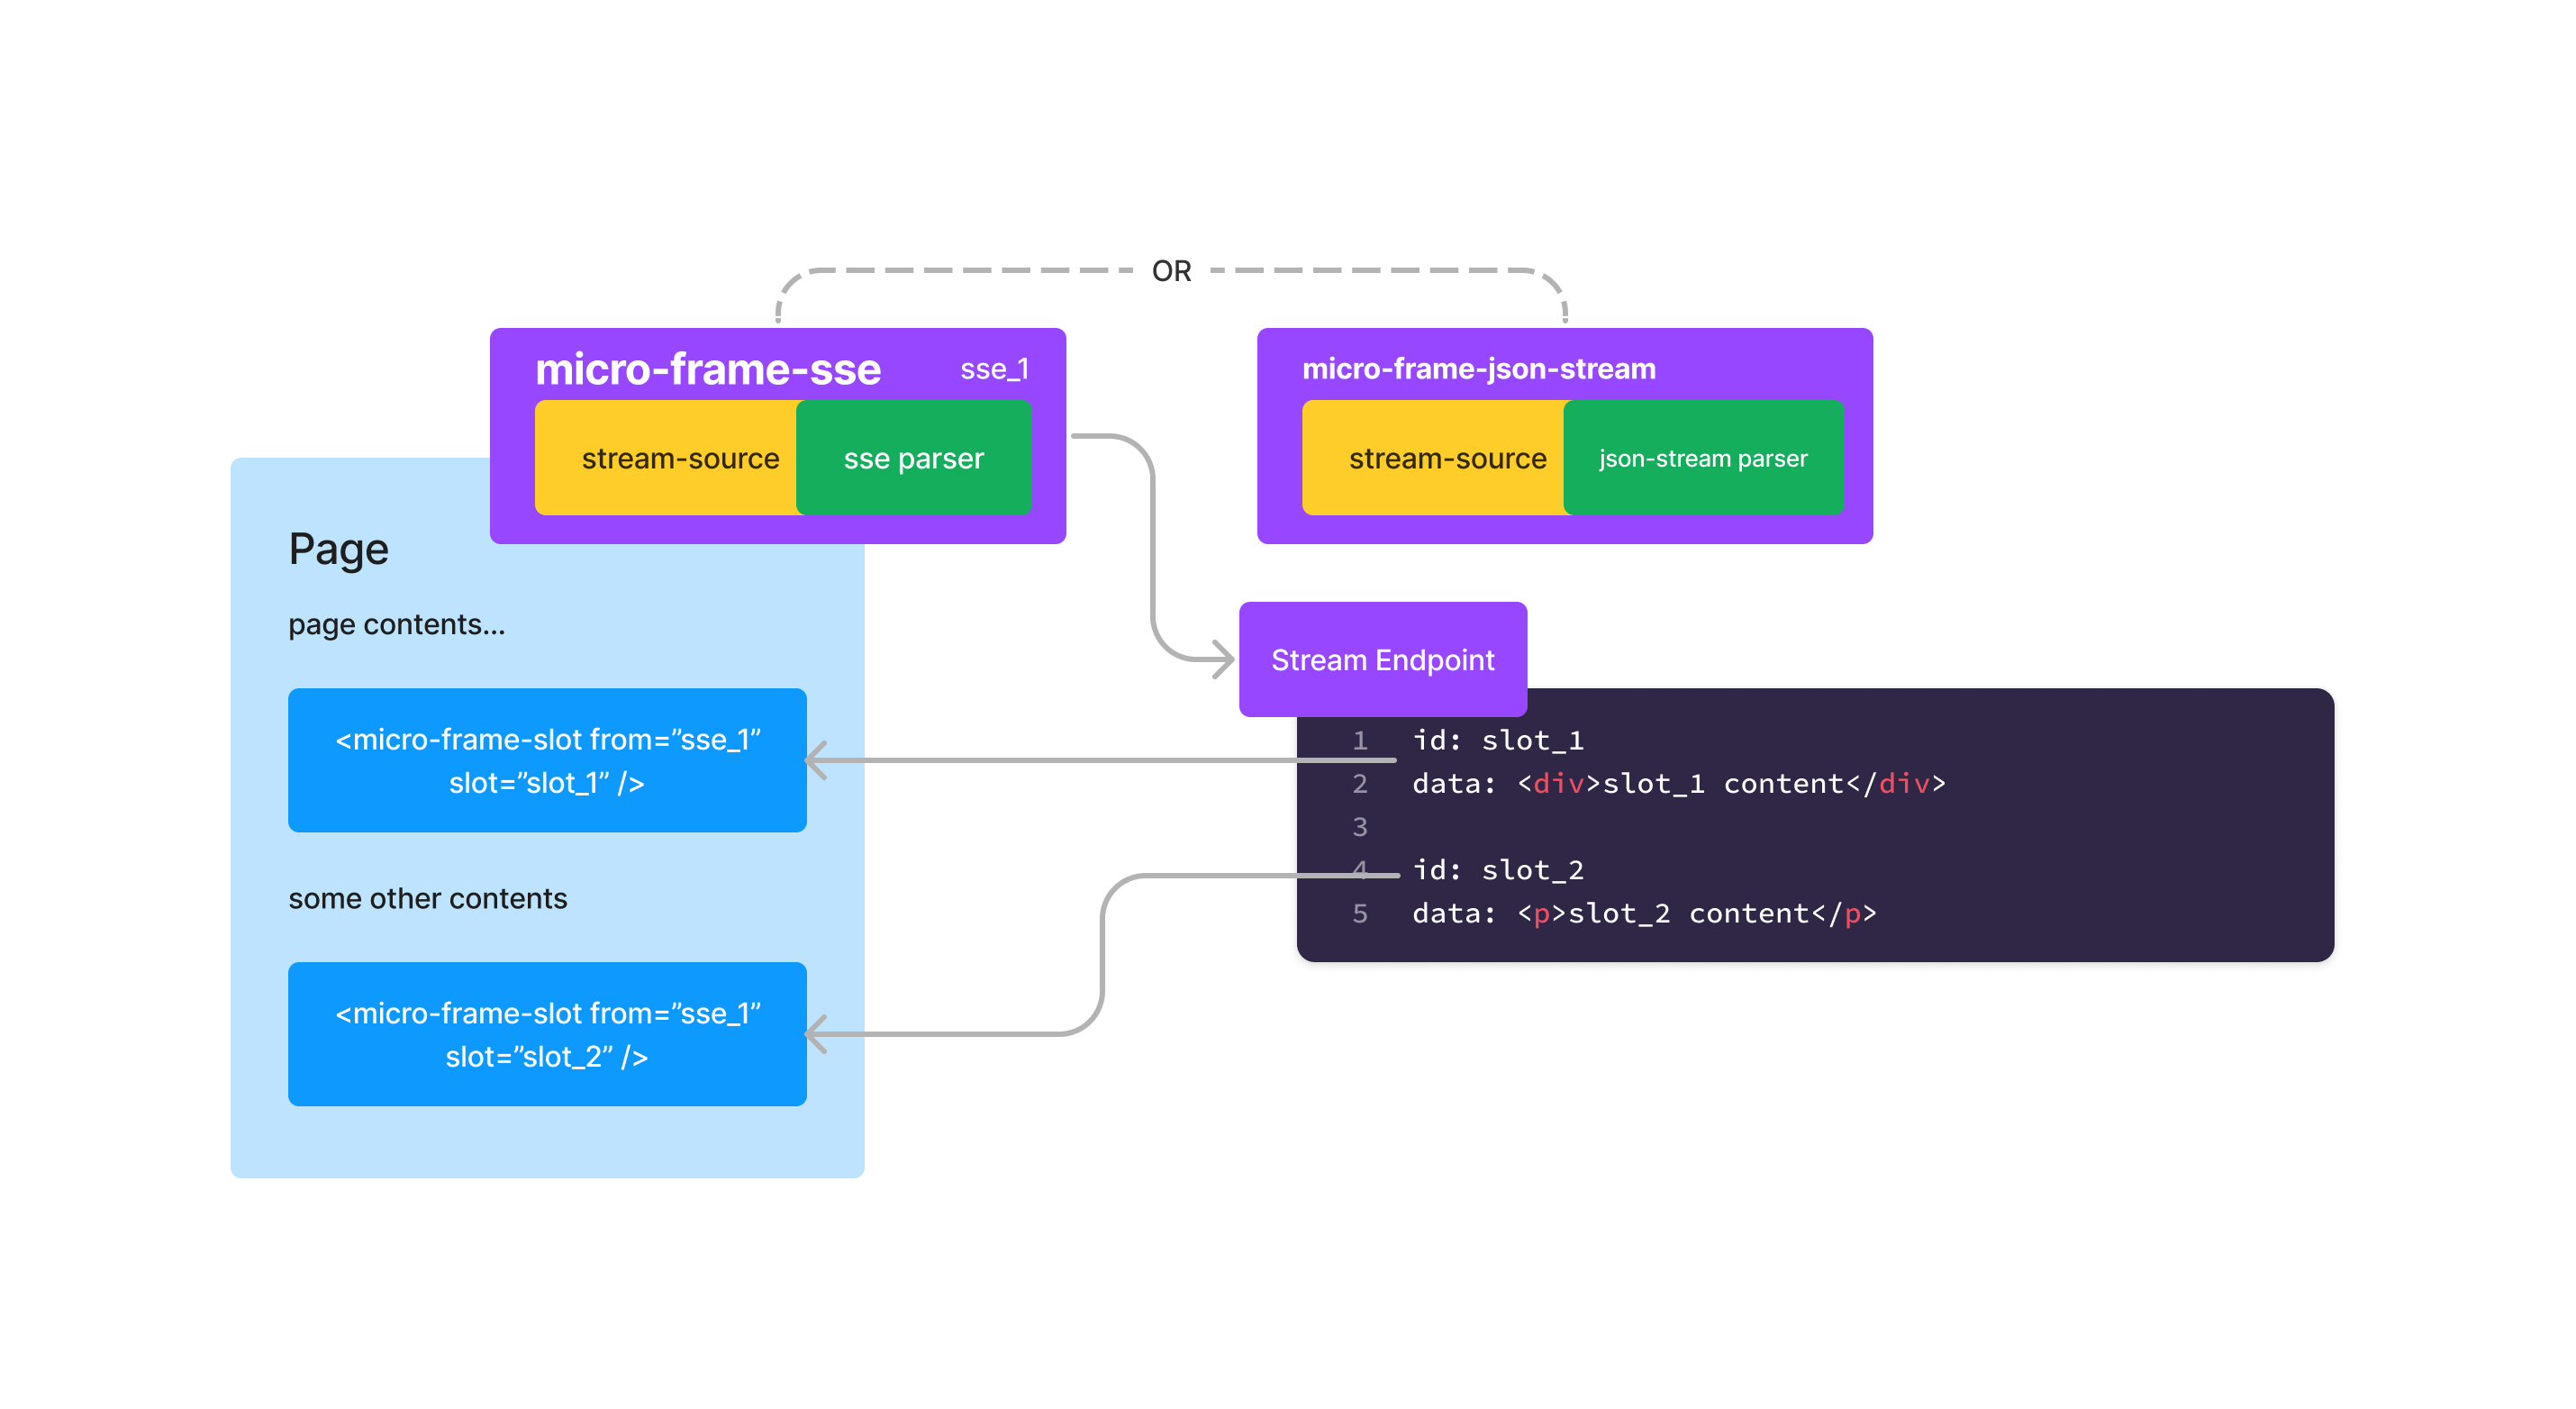 OR
micro-frame-sse
sse_1
stream-source
sse parser
micro-frame-json-stream
stream-source
json-stream parser
Page
page contents...
<micro-frame-slot from=”sse_1”
slot=”slot_1” />
some other contents
<micro-frame-slot from=”sse_1”
slot=”slot_2” />
Stream Endpoint
1 id: slot_1
2 data: <div>slot_1 content</div>
3
4 id: slot_2
5 data: <p>slot_2 content</p>